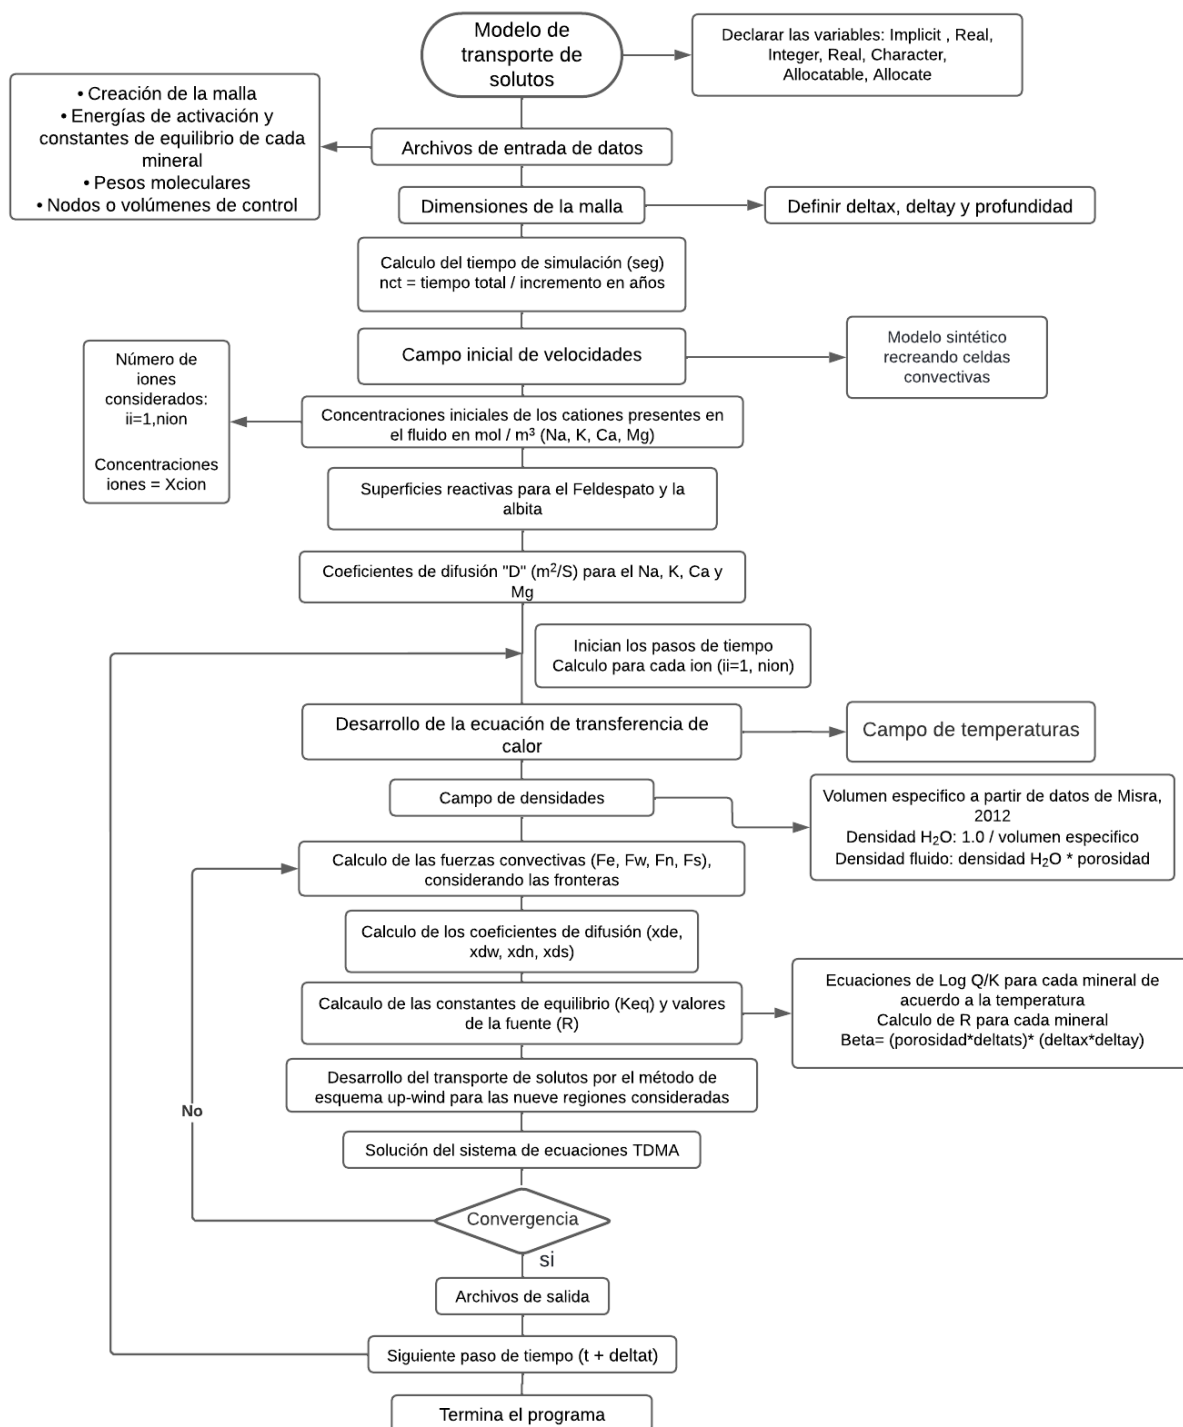 Modelo de
transporte de
solutos
Declarar las variables: Implicit , Real,
Integer, Real, Character,
Allocatable, Allocate
• Creación de la malla
• Energías de activación y
constantes de equilibrio de cada
mineral
• Pesos moleculares
• Nodos o volúmenes de control
Archivos de entrada de datos
Dimensiones de la malla
Definir deltax, deltay y profundidad
Calculo del tiempo de simulación (seg)
nct = tiempo total / incremento en años
Campo inicial de velocidades
Modelo sintético
recreando celdas
convectivas
Número de
iones
considerados:
ii=1,nion
Concentraciones
iones = Xcion
Concentraciones iniciales de los cationes presentes en
el fluido en mol / m³ (Na, K, Ca, Mg)
Superficies reactivas para el Feldespato y la
albita
Coeficientes de difusión "D" (m²/S) para el Na, K, Ca y
Mg
Inician los pasos de tiempo
Calculo para cada ion (ii=1, nion)
Desarrollo de la ecuación de transferencia de
calor
Campo de temperaturas
Campo de densidades
Volumen especifico a partir de datos de Misra,
2012
Densidad H₂O: 1.0 / volumen especifico
Densidad fluido: densidad H₂O * porosidad
Calculo de las fuerzas convectivas (Fe, Fw, Fn, Fs),
considerando las fronteras
Calculo de los coeficientes de difusión (xde,
xdw, xdn, xds)
Calcaulo de las constantes de equilibrio (Keq) y valores
de la fuente (R)
Ecuaciones de Log Q/K para cada mineral de
acuerdo a la temperatura
Calculo de R para cada mineral
Beta= (porosidad*deltats)* (deltax*deltay)
Desarrollo del transporte de solutos por el método de
esquema up-wind para las nueve regiones consideradas
No
Solución del sistema de ecuaciones TDMA
Convergencia
si
Archivos de salida
Siguiente paso de tiempo (t + deltat)
Termina el programa